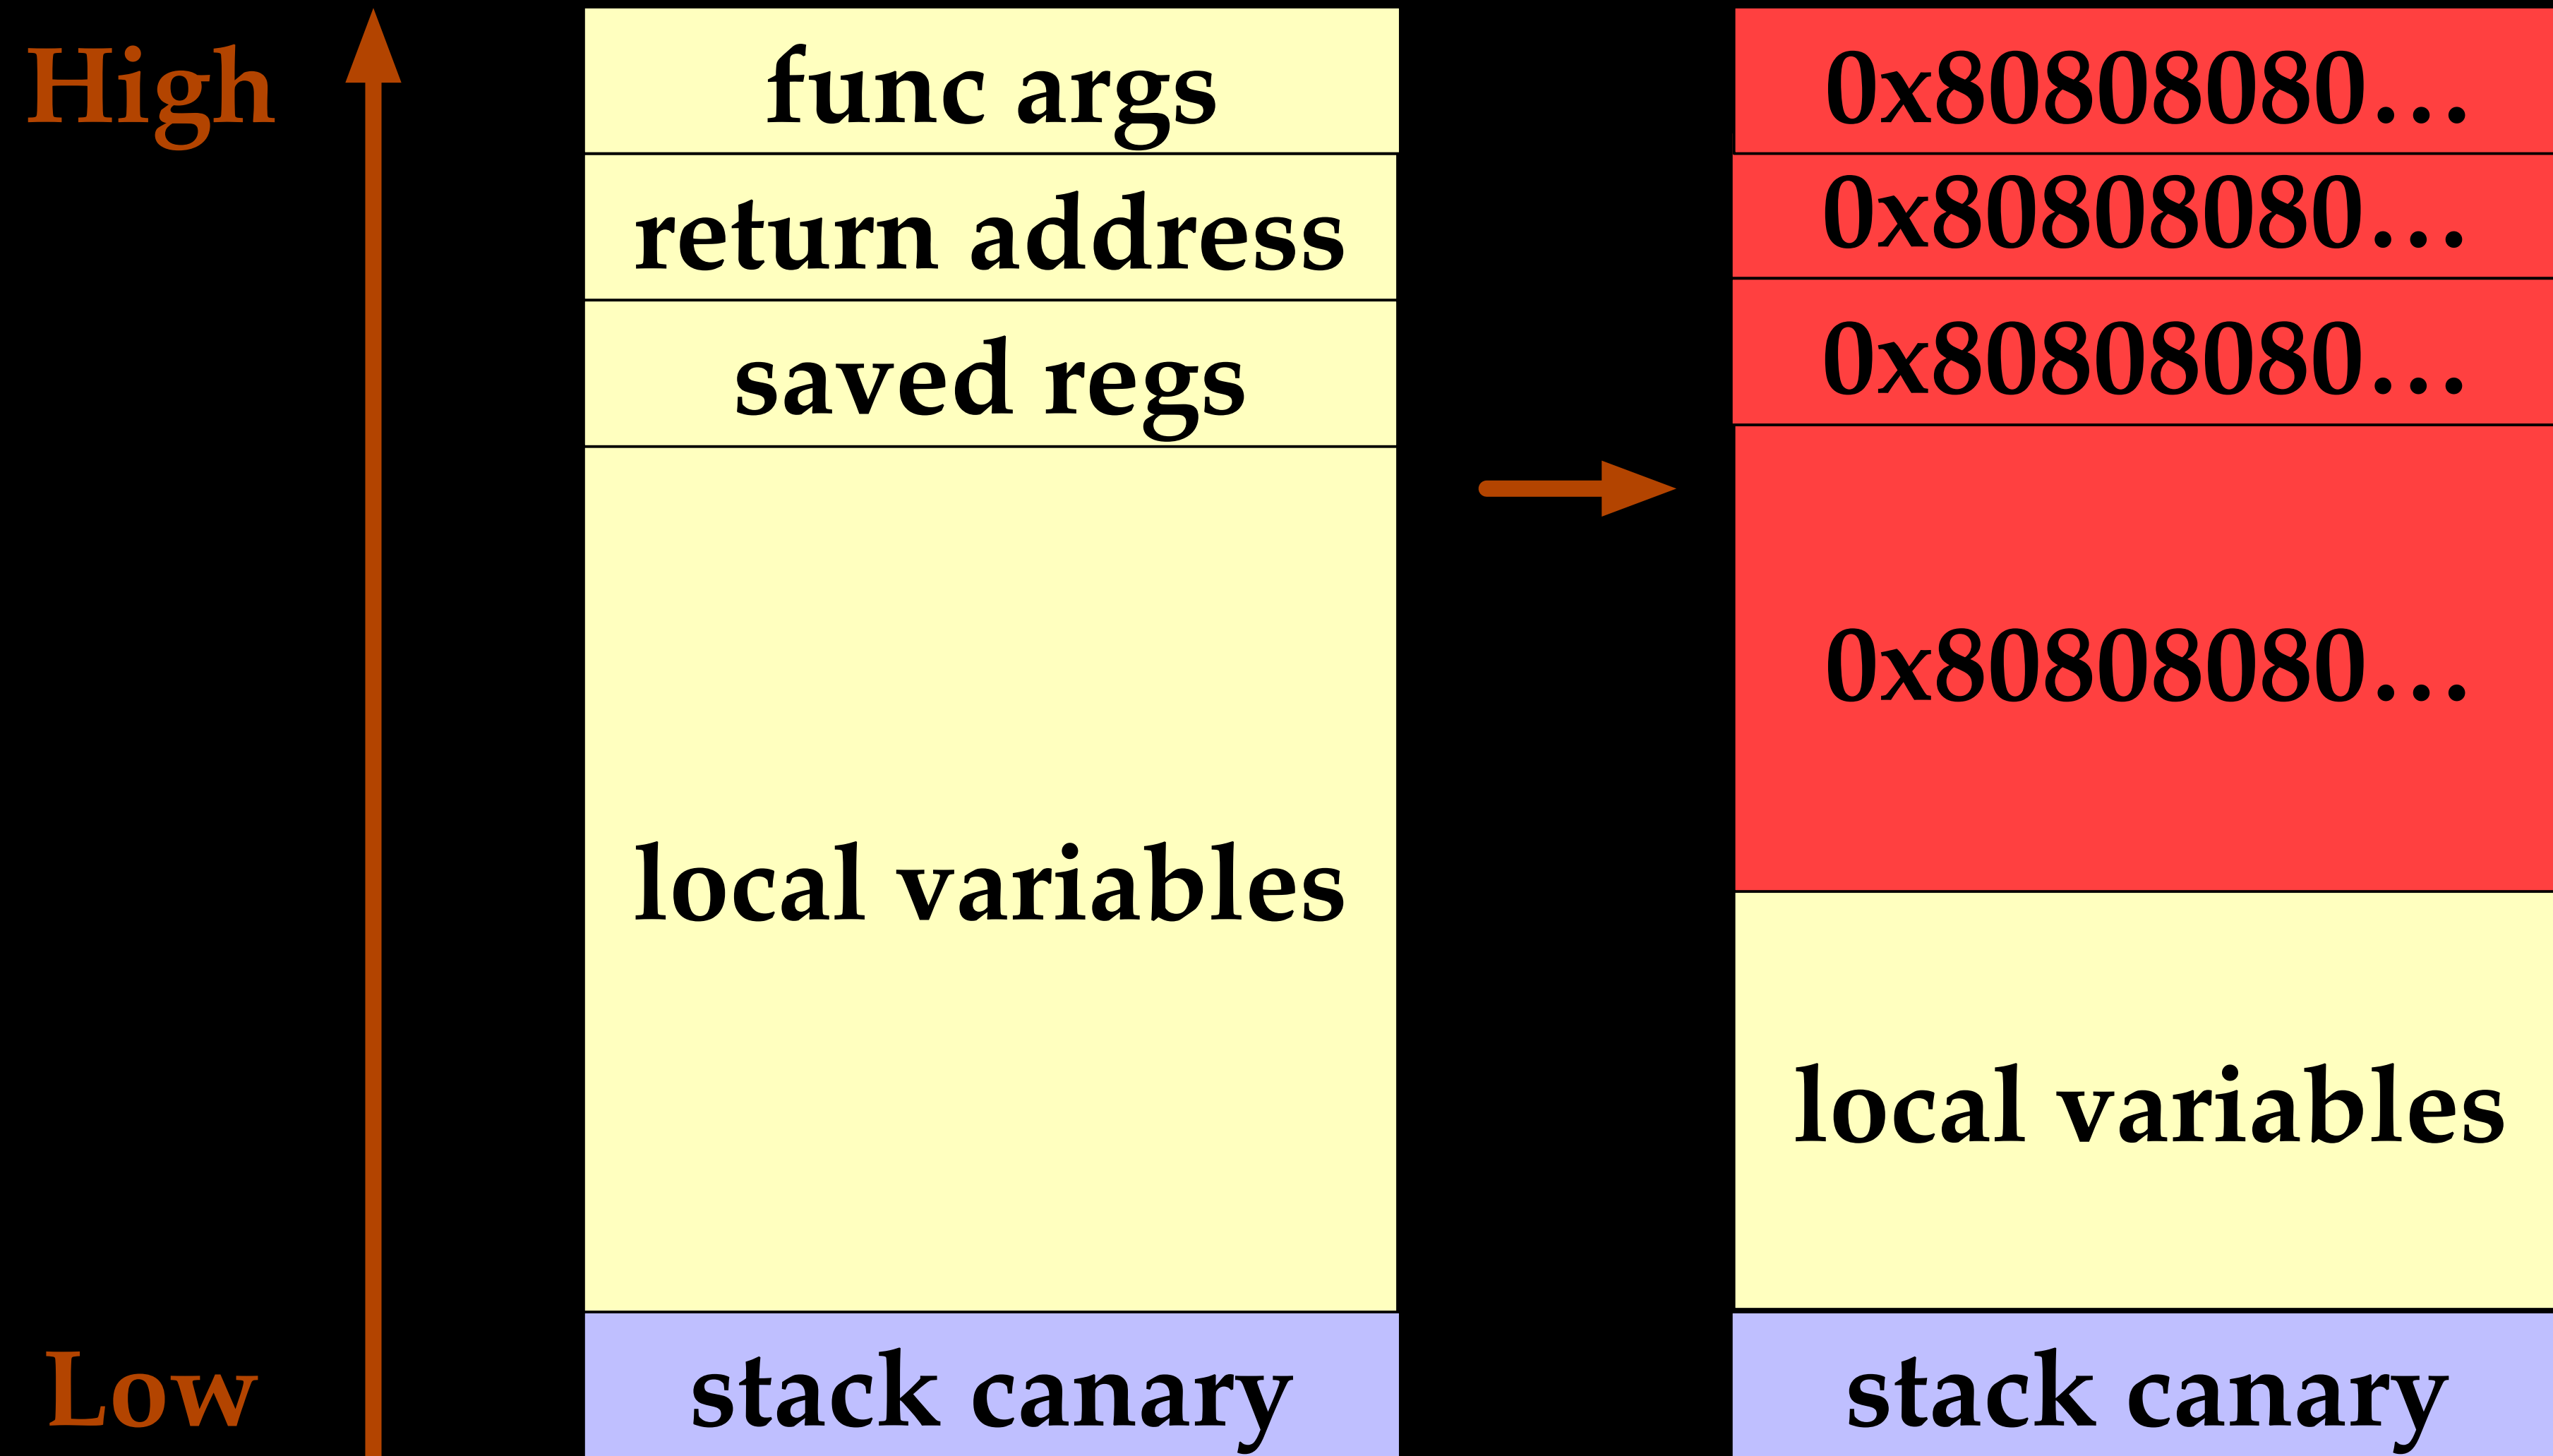 High
func args
return address
saved regs
local variables
stack canary
Low
0x80808080...
0x80808080...
0x80808080...
0x80808080...
local variables
stack canary